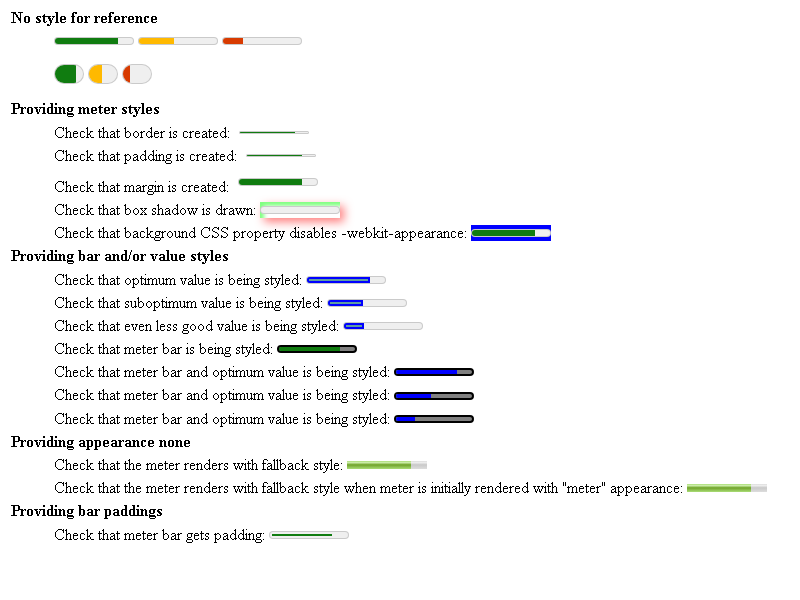 No style for reference
Providing meter styles
Check that border is created:
Check that padding is created:
Check that margin is created:
Check that box shadow is drawn:
Check that background CSS property disables -webkit-appearance:
Providing bar and/or value styles
Check that optimum value is being styled:
Check that suboptimum value is being styled:
Check that even less good value is being styled:
Check that meter bar is being styled:
Check that meter bar and optimum value is being styled:
Check that meter bar and optimum value is being styled:
Check that meter bar and optimum value is being styled:
Providing appearance none
Check that the meter renders with fallback style:
Check that the meter renders with fallback style when meter is initially rendered with "meter" appearance:
Providing bar paddings
Check that meter bar gets padding: